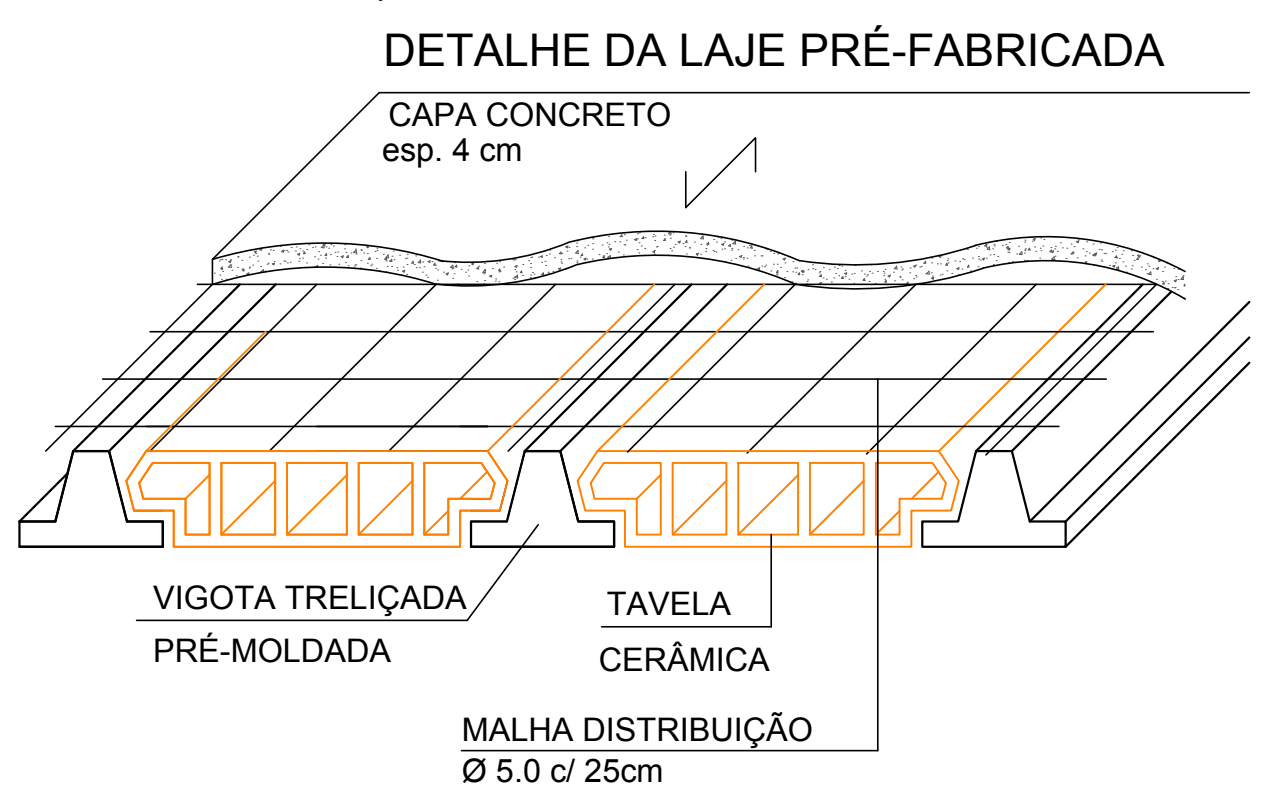 DETALHE DA LAJE PRÉ-FABRICADA
CAPA CONCRETO
esp. 4 cm
VIGOTA TRELIÇADA
PRÉ-MOLDADA
TAVELA
CERÂMICA
MALHA DISTRIBUIÇÃO
Ø 5.0 c/ 25cm